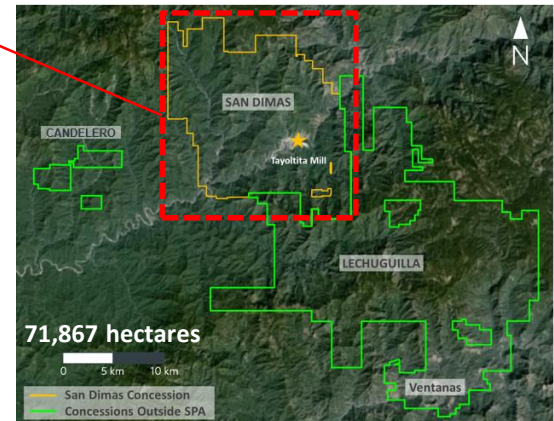 N
SAN DIMAS
CANDELERO
Tayoltita Mill
LECHUGUILLA
71,867 hectares
0 5 km 10 km
Ventanas
San Dimas Concession
Concessions Outside SPA